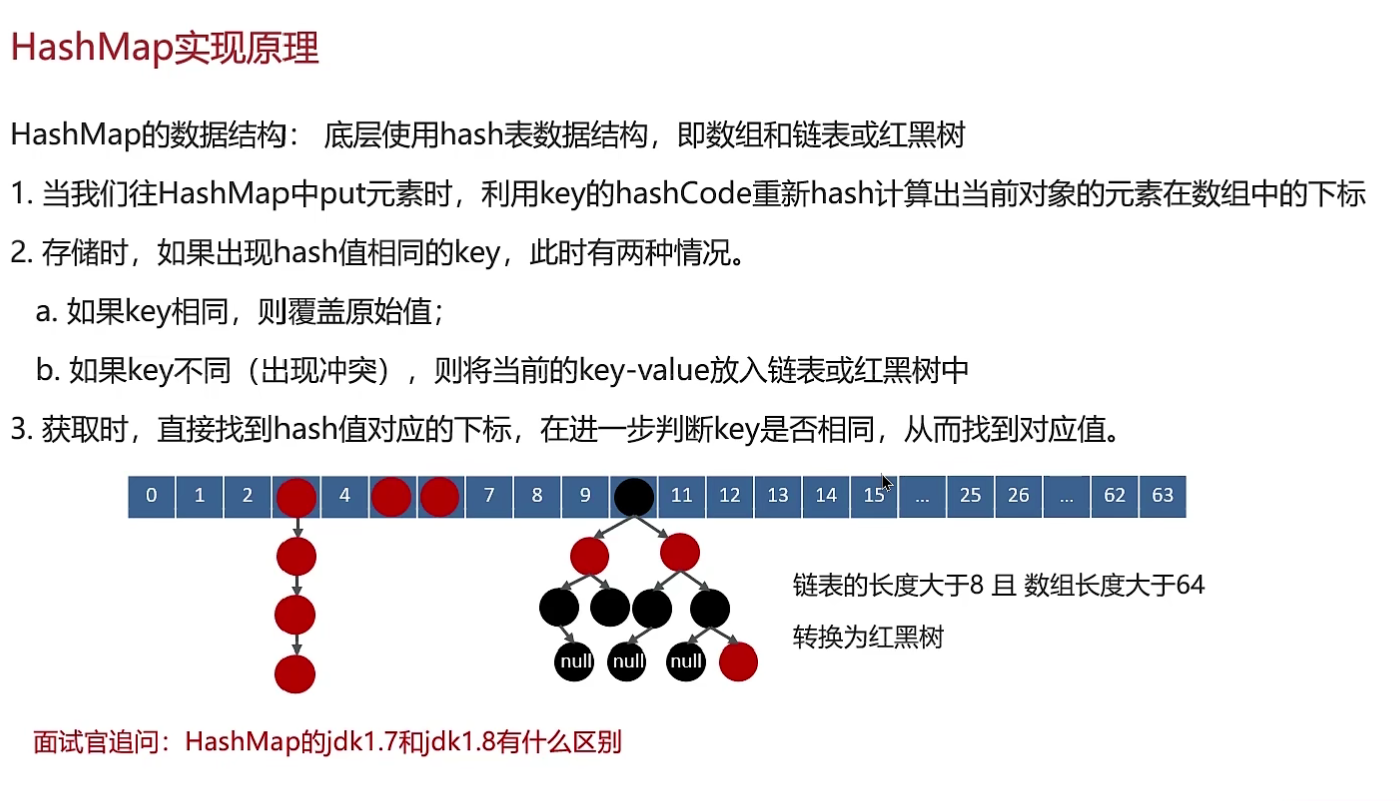 HashMap实现原理
HashMap的数据结构： 底层使用hash表数据结构，即数组和链表或红黑树
1. 当我们往HashMap中put元素时，利用key的hashCode重新hash计算出当前对象的元素在数组中的下标
2. 存储时，如果出现hash值相同的key，此时有两种情况。
a. 如果key相同，则覆盖原始值；
b. 如果key不同（出现冲突），则将当前的key-value放入链表或红黑树中
3. 获取时，直接找到hash值对应的下标，在进一步判断key是否相同，从而找到对应值。
0 1 2 4 7 8 9 11 12 13 14 15 ... 25 26 ... 62 63
链表的长度大于8 且 数组长度大于64
转换为红黑树
null null null
面试官追问：HashMap的jdk1.7和jdk1.8有什么区别